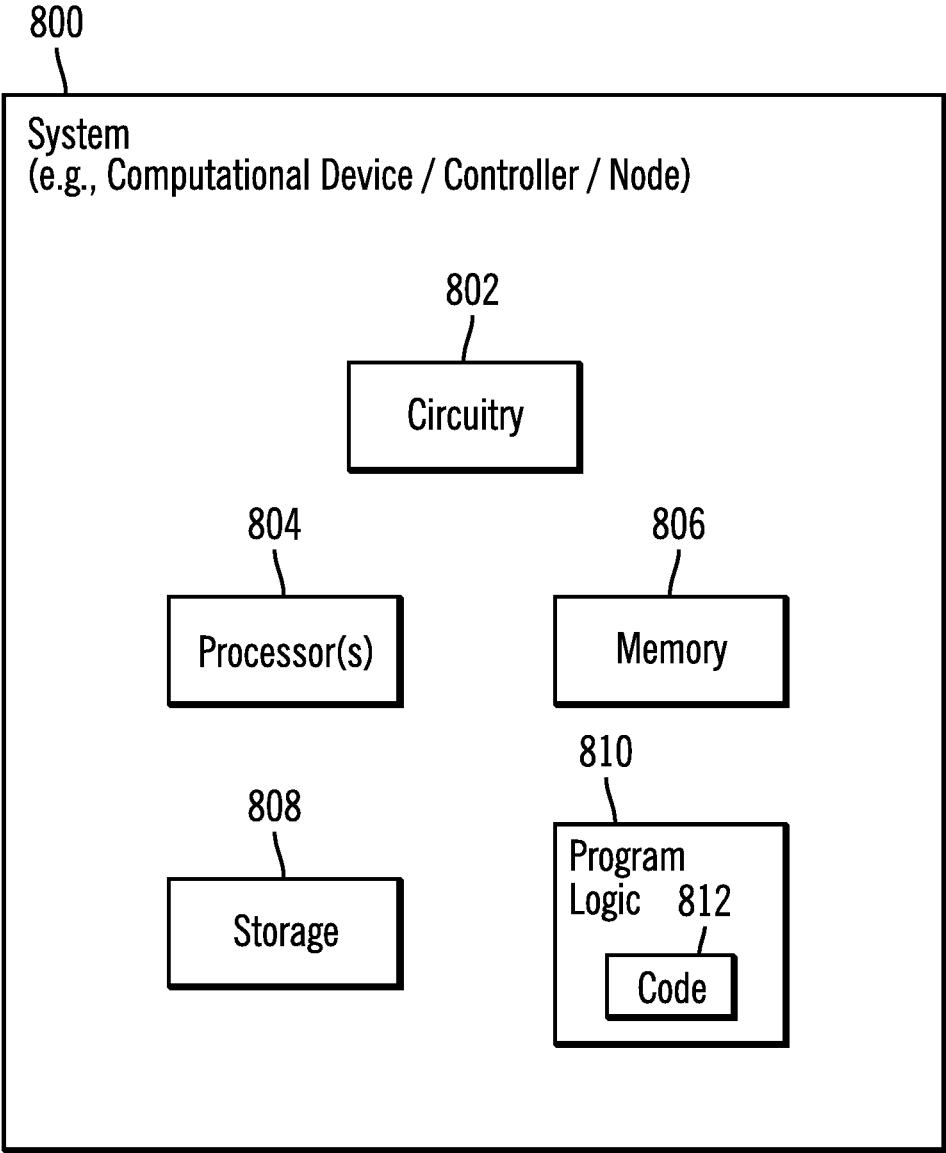 800
System
(e.g., Computational Device / Controller / Node)
802
Circuitry
804
806
Processor(s)
Memory
810
808
Program
Logic
812
Storage
Code